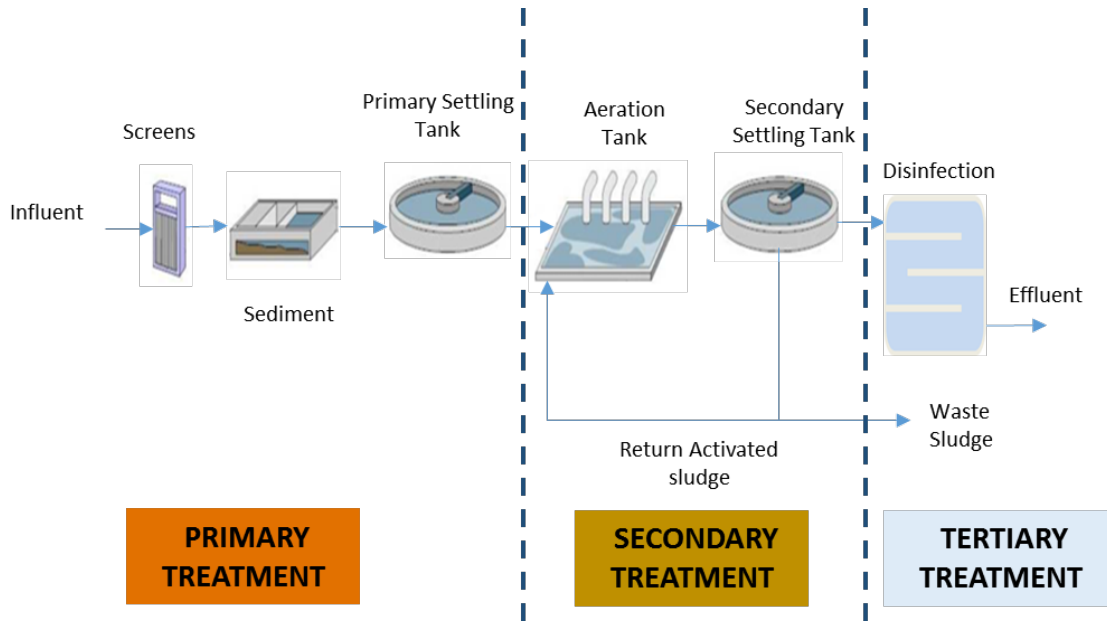 Influent
Screens
Sediment
Primary Settling
Tank
Aeration
Tank
Secondary
Settling Tank
Disinfection
Effluent
Return Activated
sludge
Waste
Sludge
PRIMARY
TREATMENT
SECONDARY
TREATMENT
TERTIARY
TREATMENT